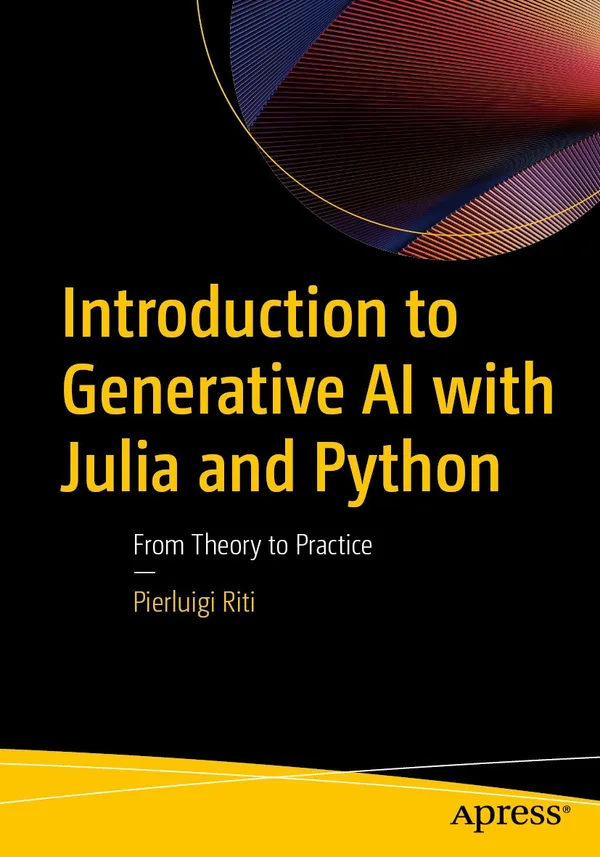 Introduction to
Generative AI with
Julia and Python
From Theory to Practice
Pierluigi Riti
Apress®